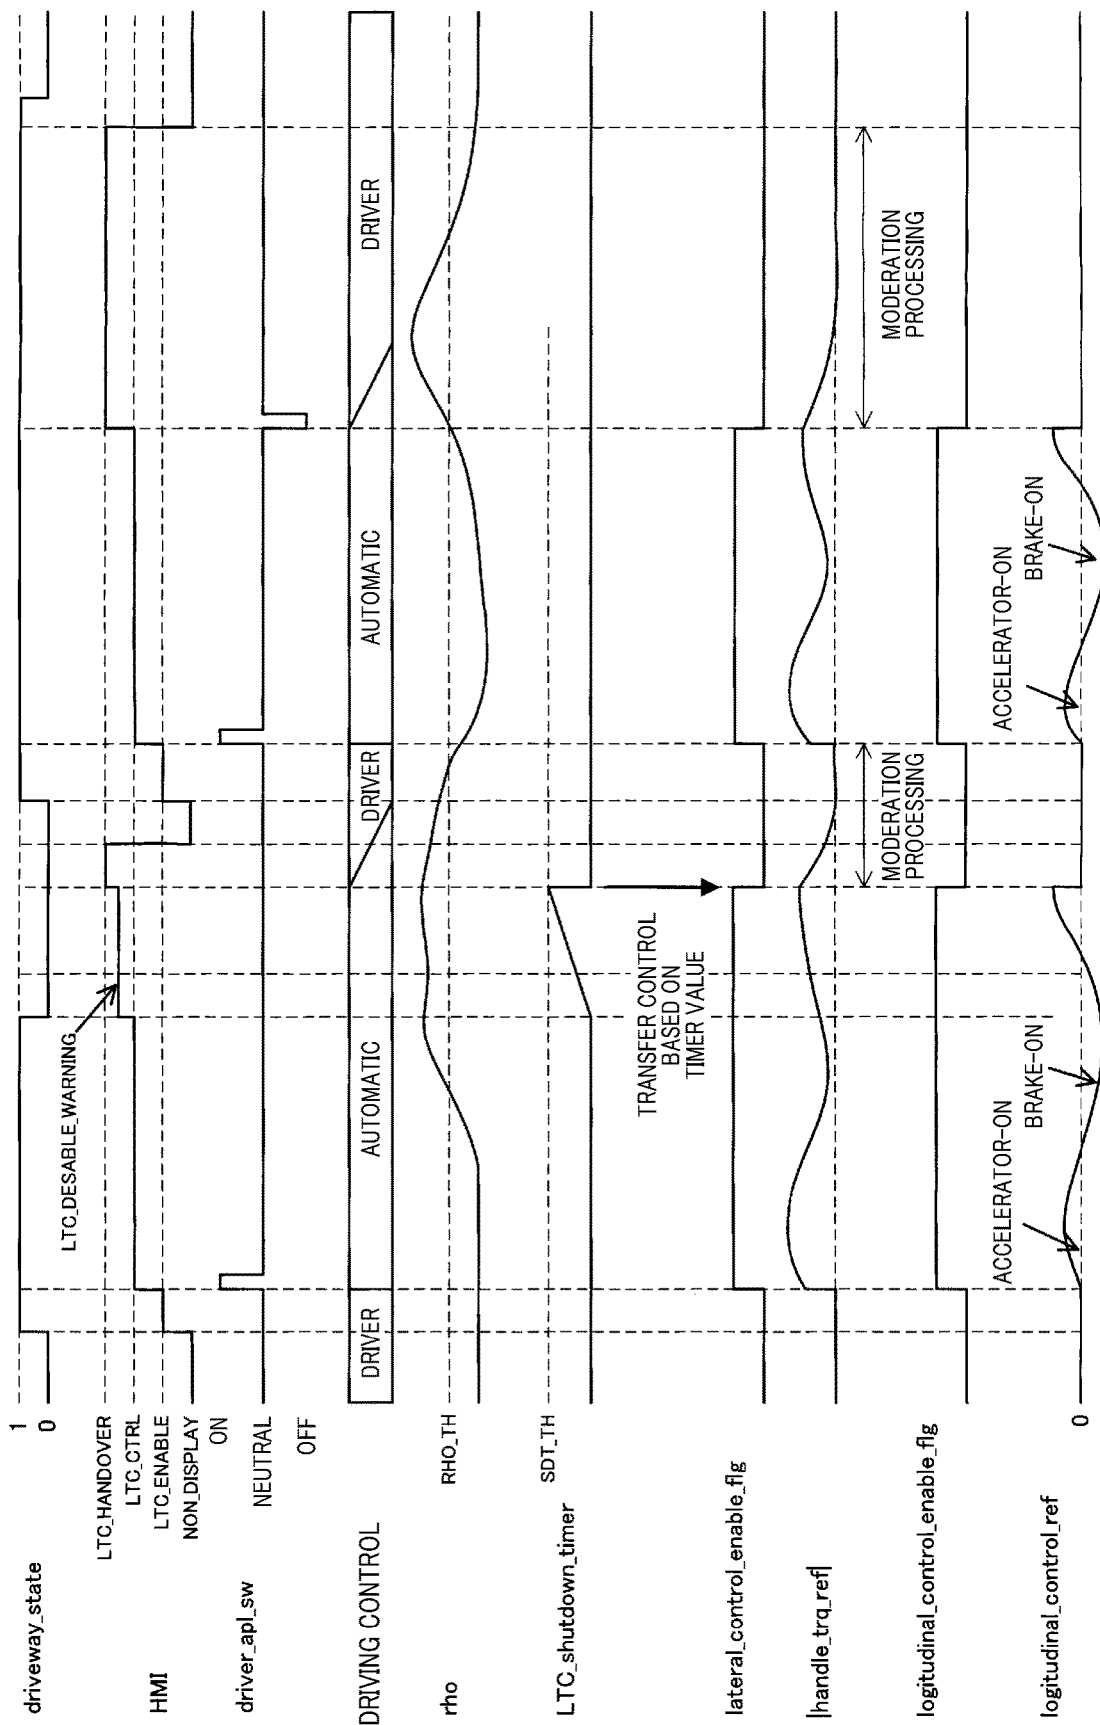 driveway_state
1
0
LTC_DESABLE_WARNING
HMI
LTC_HANDOVER
LTC_CTRL
LTC_ENABLE
NON_DISPLAY
driver_apl_sw
ON
NEUTRAL
OFF
DRIVING CONTROL
DRIVER
AUTOMATIC
DRIVER
AUTOMATIC
DRIVER
rho
RHO_TH
LTC_shutdown_timer
SDT_TH
TRANSFER CONTROL
BASED ON
TIMER VALUE
lateral_control_enable_flg
|handle_trq_ref|
MODERATION
PROCESSING
MODERATION
PROCESSING
logitudinal_control_enable_flg
ACCELERATOR-ON
BRAKE-ON
ACCELERATOR-ON
BRAKE-ON
logitudinal_control_ref
0